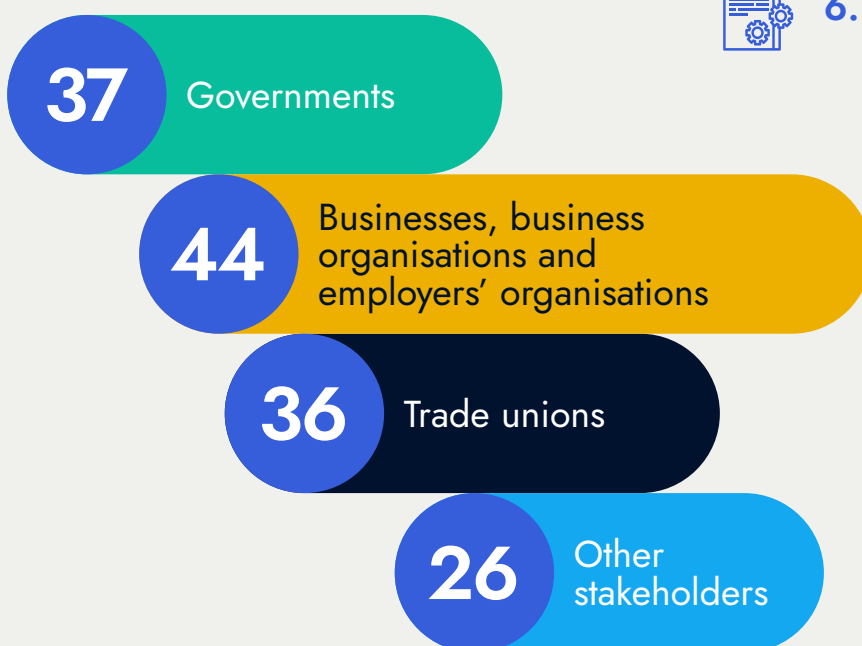 6.
37
Governments
44
Businesses, business
organisations and
employers’ organisations
36
Trade unions
26
Other
stakeholders